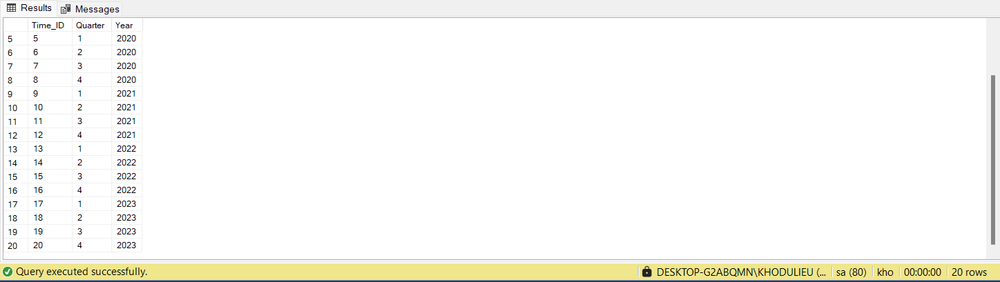 Results Messages
Time_ID Quarter Year
5 5 1 2020
6 6 2 2020
7 7 3 2020
8 8 4 2020
9 9 1 2021
10 10 2 2021
11 11 3 2021
12 12 4 2021
13 13 1 2022
14 14 2 2022
15 15 3 2022
16 16 4 2022
17 17 1 2023
18 18 2 2023
19 19 3 2023
20 20 4 2023
Query executed successfully. DESKTOP-G2ABQMN\KHODULIEU (... sa (80) kho 00:00:00 20 rows